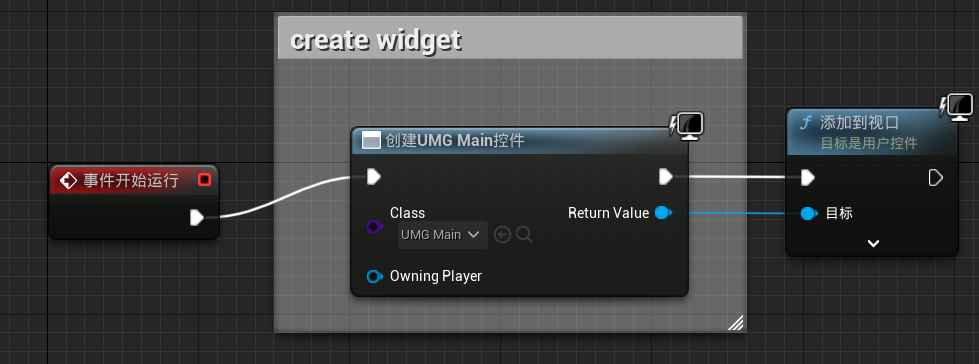 create widget
事件开始运行
创建UMG Main控件
Class
UMG Main
Return Value
Owning Player
添加到视口
目标是用户控件
目标